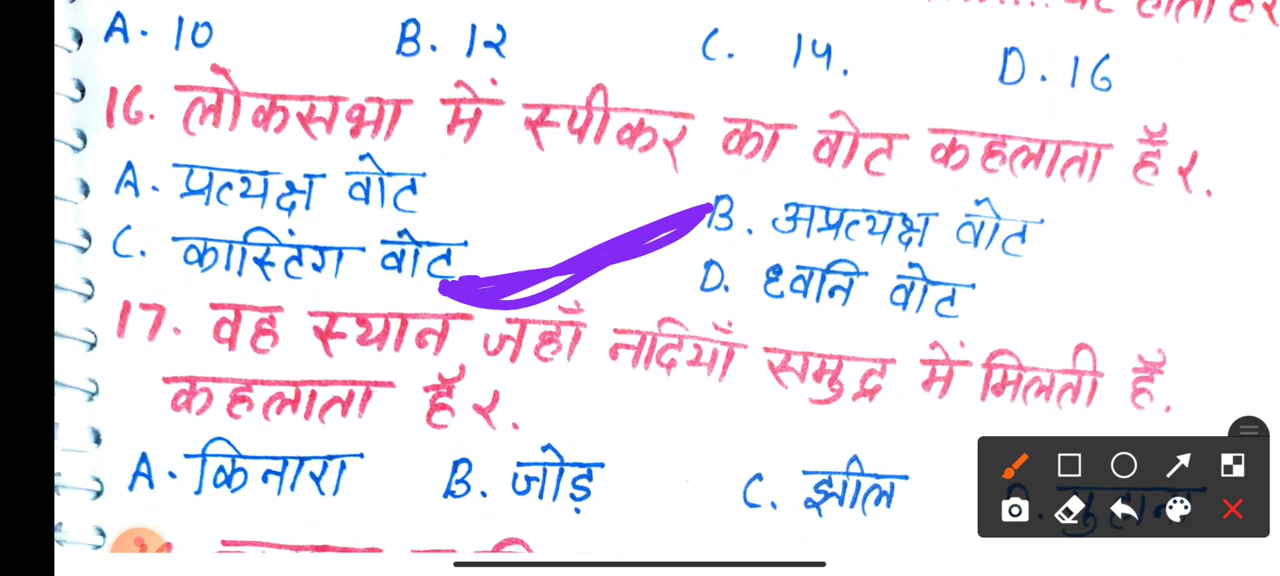 होता है?
A. 10 B. 12 C. 14. D. 16
16. लोकसभा में स्पीकर का वोट कहलाता है?.
A. प्रत्यक्ष वोट B. अप्रत्यक्ष वोट
C. कास्टिंग वोट D. ध्वनि वोट
17. वह स्थान जहाँ नदियाँ समुद्र में मिलती हैं.
कहलाता है?.
A. किनारा B. जोड़ C. झील D. मुहाना